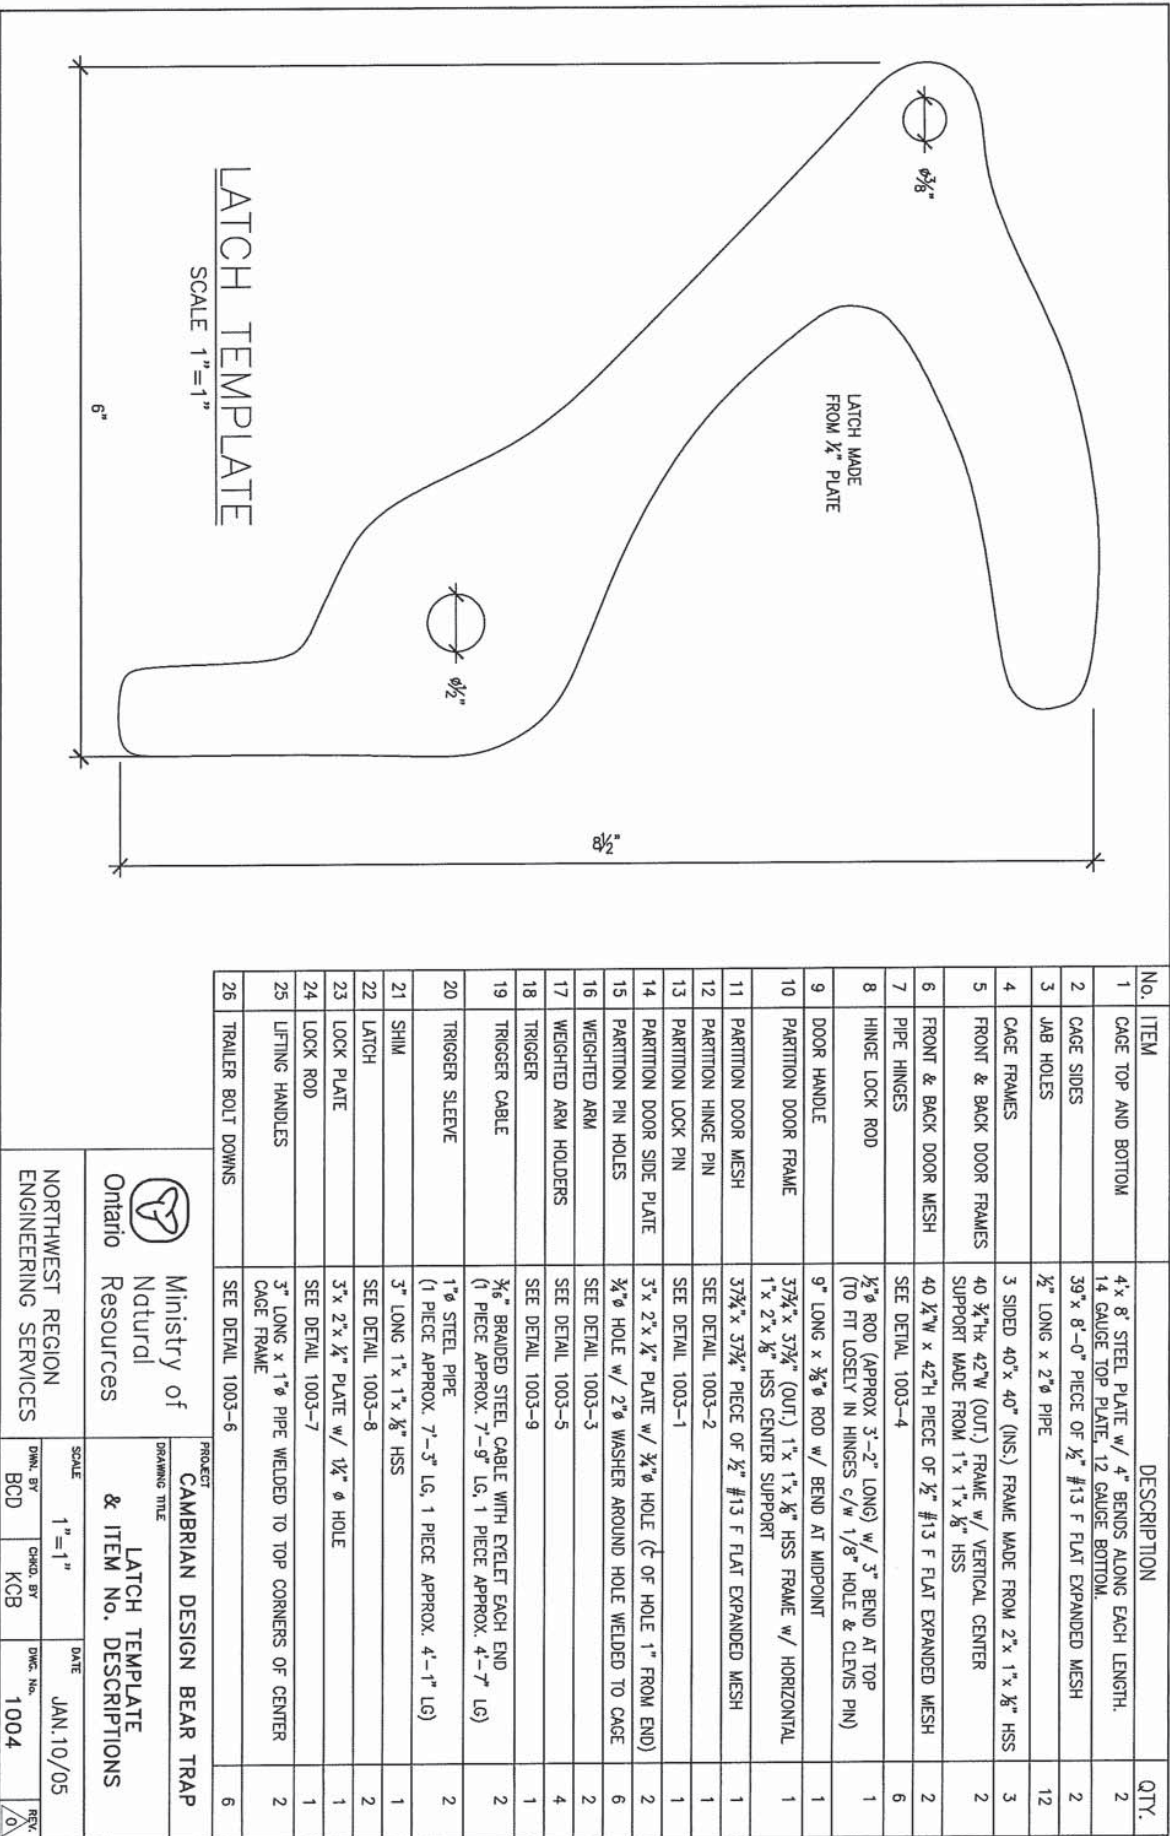 LATCH TEMPLATE
SCALE 1"=1"
6"
8½"
ø⅜"
ø½"
LATCH MADE
FROM ¼" PLATE
No. ITEM DESCRIPTION QTY.
1 CAGE TOP AND BOTTOM 4'x 8' STEEL PLATE w/ 4" BENDS ALONG EACH LENGTH. 2
14 GAUGE TOP PLATE, 12 GAUGE BOTTOM.
2 CAGE SIDES 39"x 8'-0" PIECE OF ½" #13 F FLAT EXPANDED MESH 2
3 JAB HOLES ½" LONG x 2"ø PIPE 12
4 CAGE FRAMES 3 SIDED 40"x 40" (INS.) FRAME MADE FROM 2"x 1"x ⅛" HSS 3
5 FRONT & BACK DOOR FRAMES 40 ¾"Hx 42"W (OUT.) FRAME w/ VERTICAL CENTER 2
SUPPORT MADE FROM 1"x 1"x ⅛" HSS
6 FRONT & BACK DOOR MESH 40 ¼"W x 42"H PIECE OF ½" #13 F FLAT EXPANDED MESH 2
7 PIPE HINGES SEE DETIAL 1003-4 6
8 HINGE LOCK ROD ½"ø ROD (APPROX 3'-2" LONG) w/ 3" BEND AT TOP 1
(TO FIT LOOSELY IN HINGES c/w 1/8" HOLE & CLEVIS PIN)
9 DOOR HANDLE 9" LONG x ⅜"ø ROD w/ BEND AT MIDPOINT 1
10 PARTITION DOOR FRAME 37¾"x 37¾" (OUT.) 1"x 1"x ⅛" HSS FRAME w/ HORIZONTAL 1
1"x 2"x ⅛" HSS CENTER SUPPORT
11 PARTITION DOOR MESH 37¾"x 37¾" PIECE OF ½" #13 F FLAT EXPANDED MESH 1
12 PARTITION HINGE PIN SEE DETAIL 1003-2 1
13 PARTITION LOCK PIN SEE DETAIL 1003-1 1
14 PARTITION DOOR SIDE PLATE 3"x 2"x ¼" PLATE w/ ¾"ø HOLE (℄ OF HOLE 1" FROM END) 2
15 PARTITION PIN HOLES ¾"ø HOLE w/ 2"ø WASHER AROUND HOLE WELDED TO CAGE 6
16 WEIGHTED ARM SEE DETAIL 1003-3 2
17 WEIGHTED ARM HOLDERS SEE DETAIL 1003-5 4
18 TRIGGER SEE DETAIL 1003-9 1
19 TRIGGER CABLE 3⁄16" BRAIDED STEEL CABLE WITH EYELET EACH END 2
(1 PIECE APPROX. 7'-9" LG, 1 PIECE APPROX. 4'-7" LG)
20 TRIGGER SLEEVE 1"ø STEEL PIPE 2
(1 PIECE APPROX. 7'-3" LG, 1 PIECE APPROX. 4'-1" LG)
21 SHIM 3" LONG 1"x 1"x ⅛" HSS 1
22 LATCH SEE DETAIL 1003-8 2
23 LOCK PLATE 3"x 2"x ¼" PLATE w/ 1¼" ø HOLE 1
24 LOCK ROD SEE DETAIL 1003-7 1
25 LIFTING HANDLES 3" LONG x 1"ø PIPE WELDED TO TOP CORNERS OF CENTER 2
CAGE FRAME
26 TRAILER BOLT DOWNS SEE DETAIL 1003-6 6
Ontario
Ministry of
Natural
Resources
NORTHWEST REGION
ENGINEERING SERVICES
PROJECT
CAMBRIAN DESIGN BEAR TRAP
DRAWING TITLE
LATCH TEMPLATE
& ITEM No. DESCRIPTIONS
SCALE 1"=1"
DATE JAN.10/05
DWN. BY BCD
CHKD. BY KCB
DWG. No. 1004
REV. 0